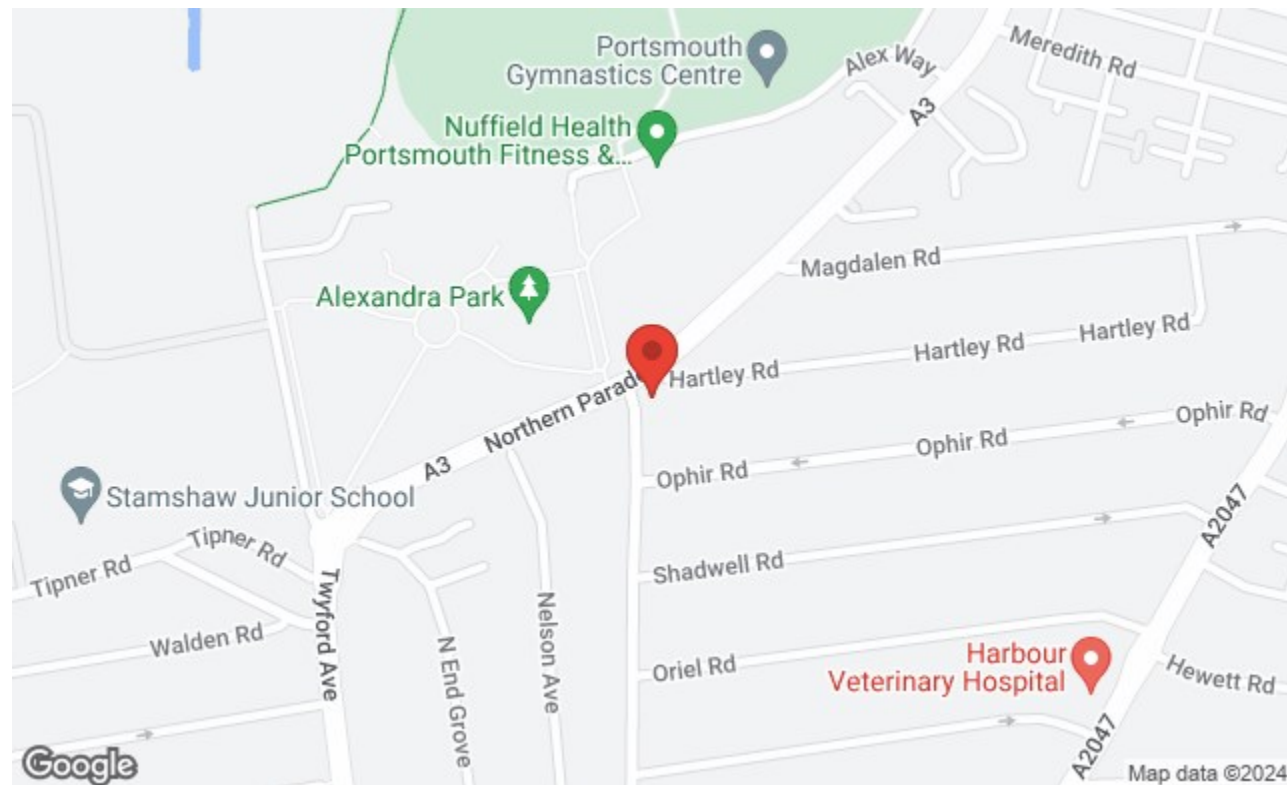 Portsmouth
Gymnastics Centre
Alex Way
Meredith Rd
A3
Nuffield Health
Portsmouth Fitness &...
Magdalen Rd
Alexandra Park
Hartley Rd
Hartley Rd
Hartley Rd
Northern Parade
A3
Ophir Rd
Ophir Rd
Ophir Rd
Stamshaw Junior School
Tipner Rd
Tipner Rd
A2047
Shadwell Rd
Twyford Ave
Nelson Ave
Walden Rd
N End Grove
Oriel Rd
Harbour
Veterinary Hospital
Hewett Rd
A2047
Google
Map data ©2024